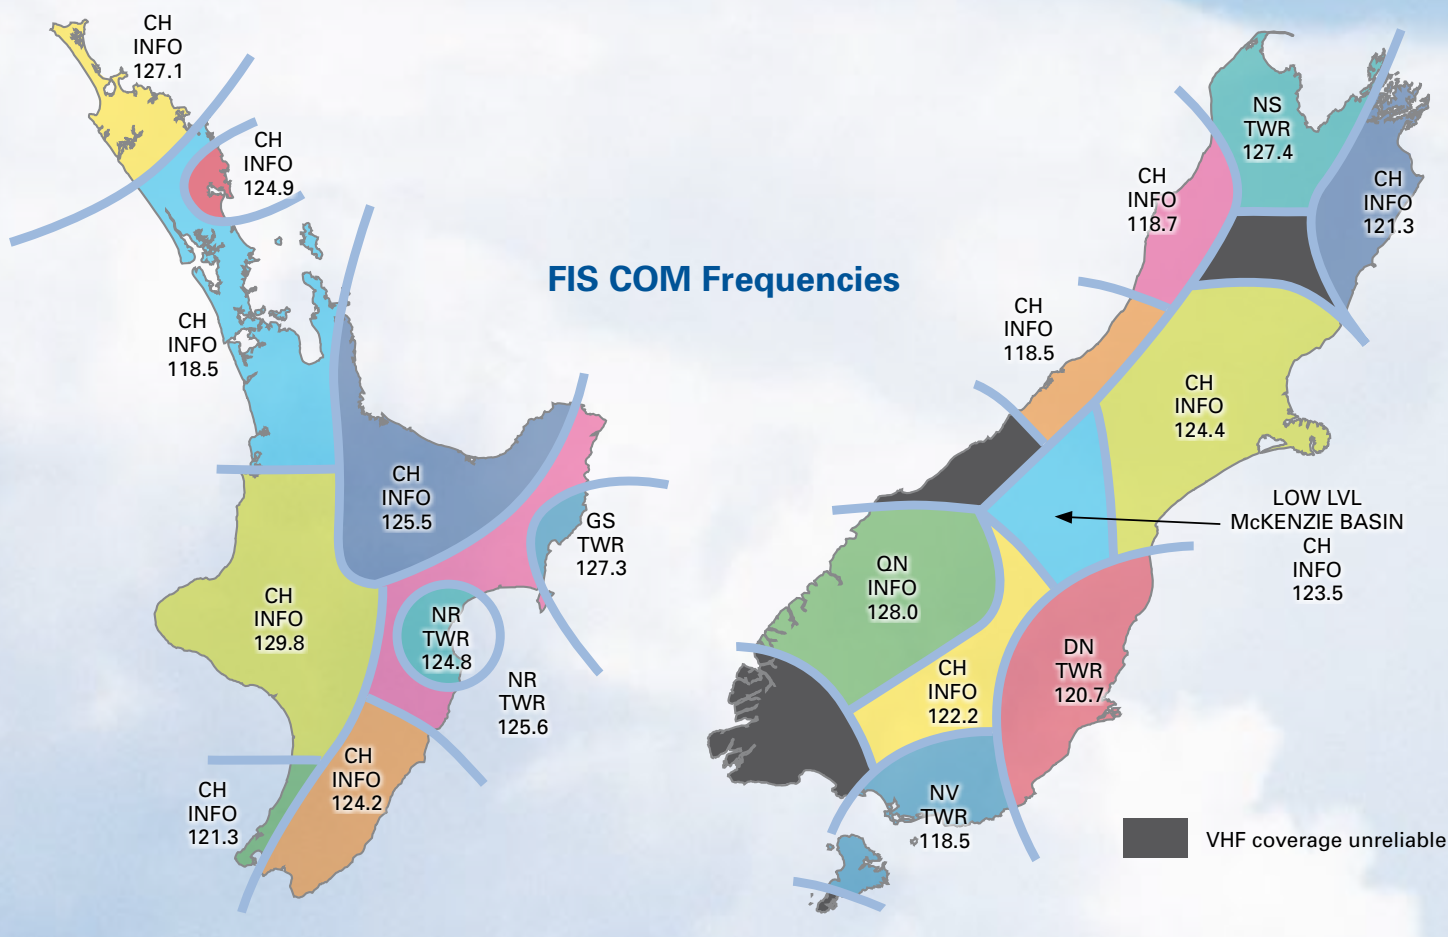 CH
INFO
127.1
CH
INFO
124.9
CH
INFO
118.5
CH
INFO
125.5
GS
TWR
127.3
CH
INFO
129.8
NR
TWR
124.8
NR
TWR
125.6
CH
INFO
124.2
CH
INFO
121.3
FIS COM Frequencies
NS
TWR
127.4
CH
INFO
118.7
CH
INFO
121.3
CH
INFO
118.5
CH
INFO
124.4
LOW LVL
McKENZIE BASIN
CH
INFO
123.5
QN
INFO
128.0
CH
INFO
122.2
DN
TWR
120.7
NV
TWR
118.5
VHF coverage unreliable